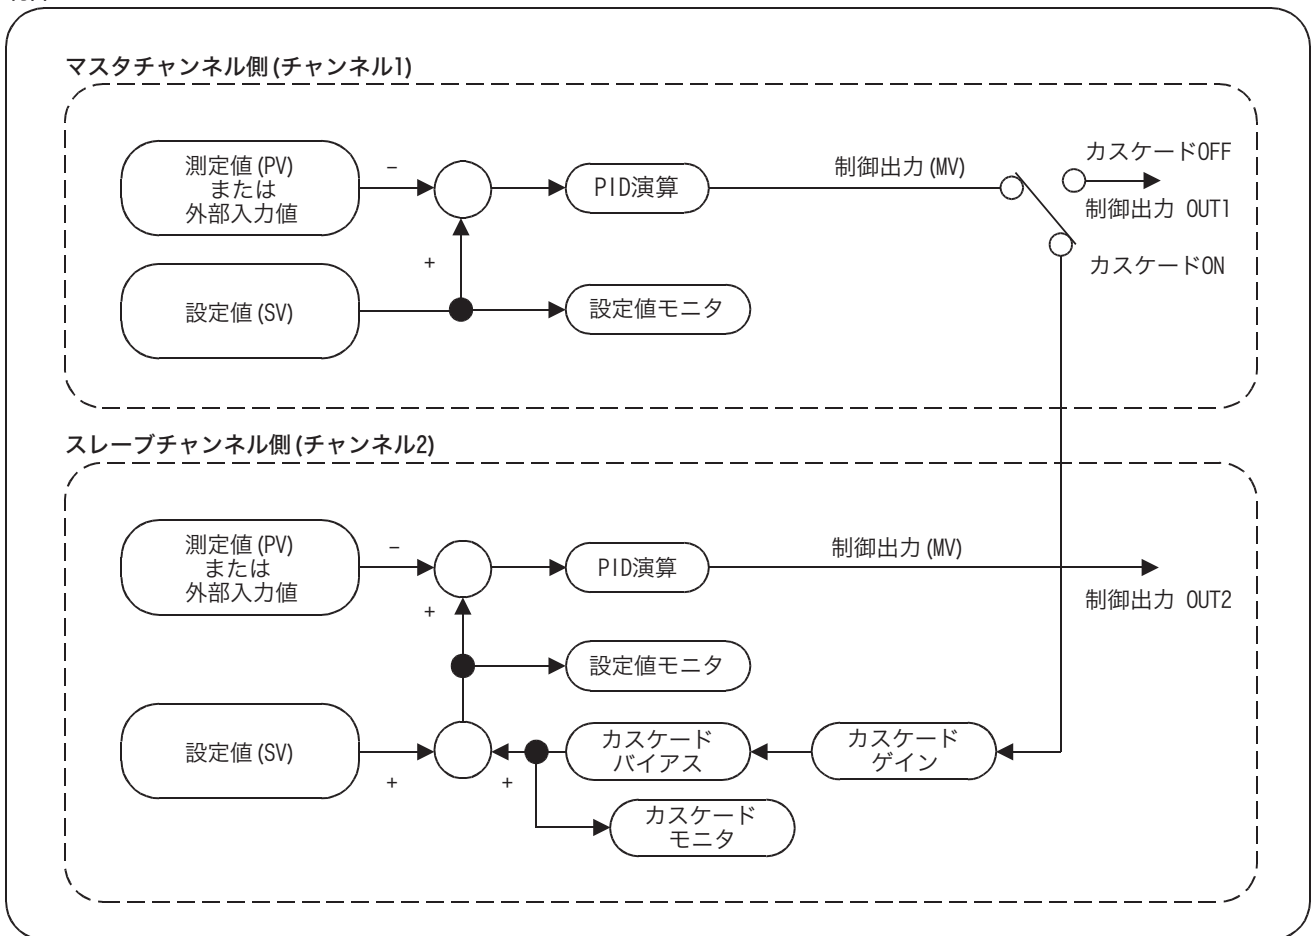 マスタチャンネル側(チャンネル1)
測定値(PV)
または
外部入力値
−
PID演算
制御出力(MV)
カスケードOFF
制御出力 OUT1
カスケードON
+
設定値(SV)
設定値モニタ
スレーブチャンネル側(チャンネル2)
測定値(PV)
または
外部入力値
−
PID演算
制御出力(MV)
制御出力 OUT2
+
設定値モニタ
設定値(SV)
+
+
カスケード
バイアス
カスケード
ゲイン
カスケード
モニタ